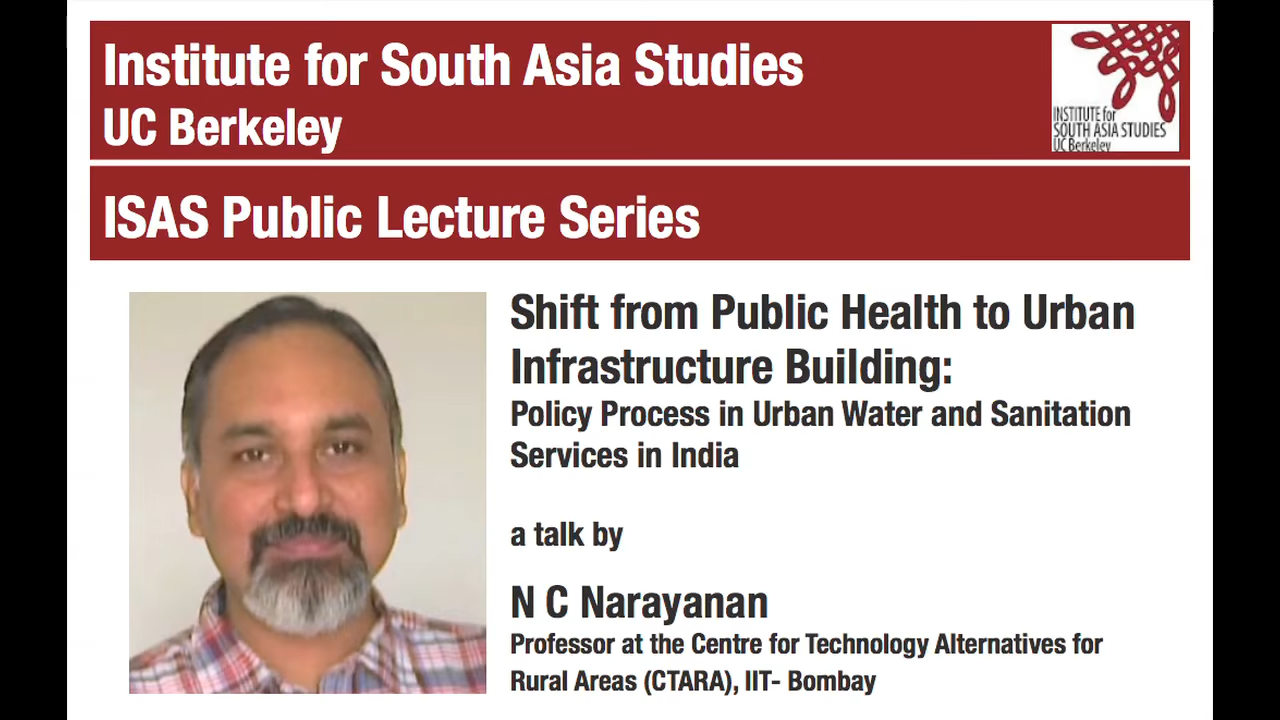 Institute for South Asia Studies
UC Berkeley
INSTITUTE for
SOUTH ASIA STUDIES
UC Berkeley
ISAS Public Lecture Series
Shift from Public Health to Urban
Infrastructure Building:
Policy Process in Urban Water and Sanitation
Services in India
a talk by
N C Narayanan
Professor at the Centre for Technology Alternatives for
Rural Areas (CTARA), IIT- Bombay